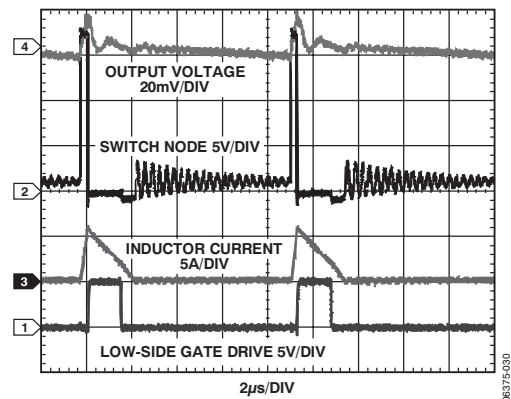 4
OUTPUT VOLTAGE
20mV/DIV
SWITCH NODE 5V/DIV
2
INDUCTOR CURRENT
5A/DIV
3
1
LOW-SIDE GATE DRIVE 5V/DIV
2µs/DIV
06375-030